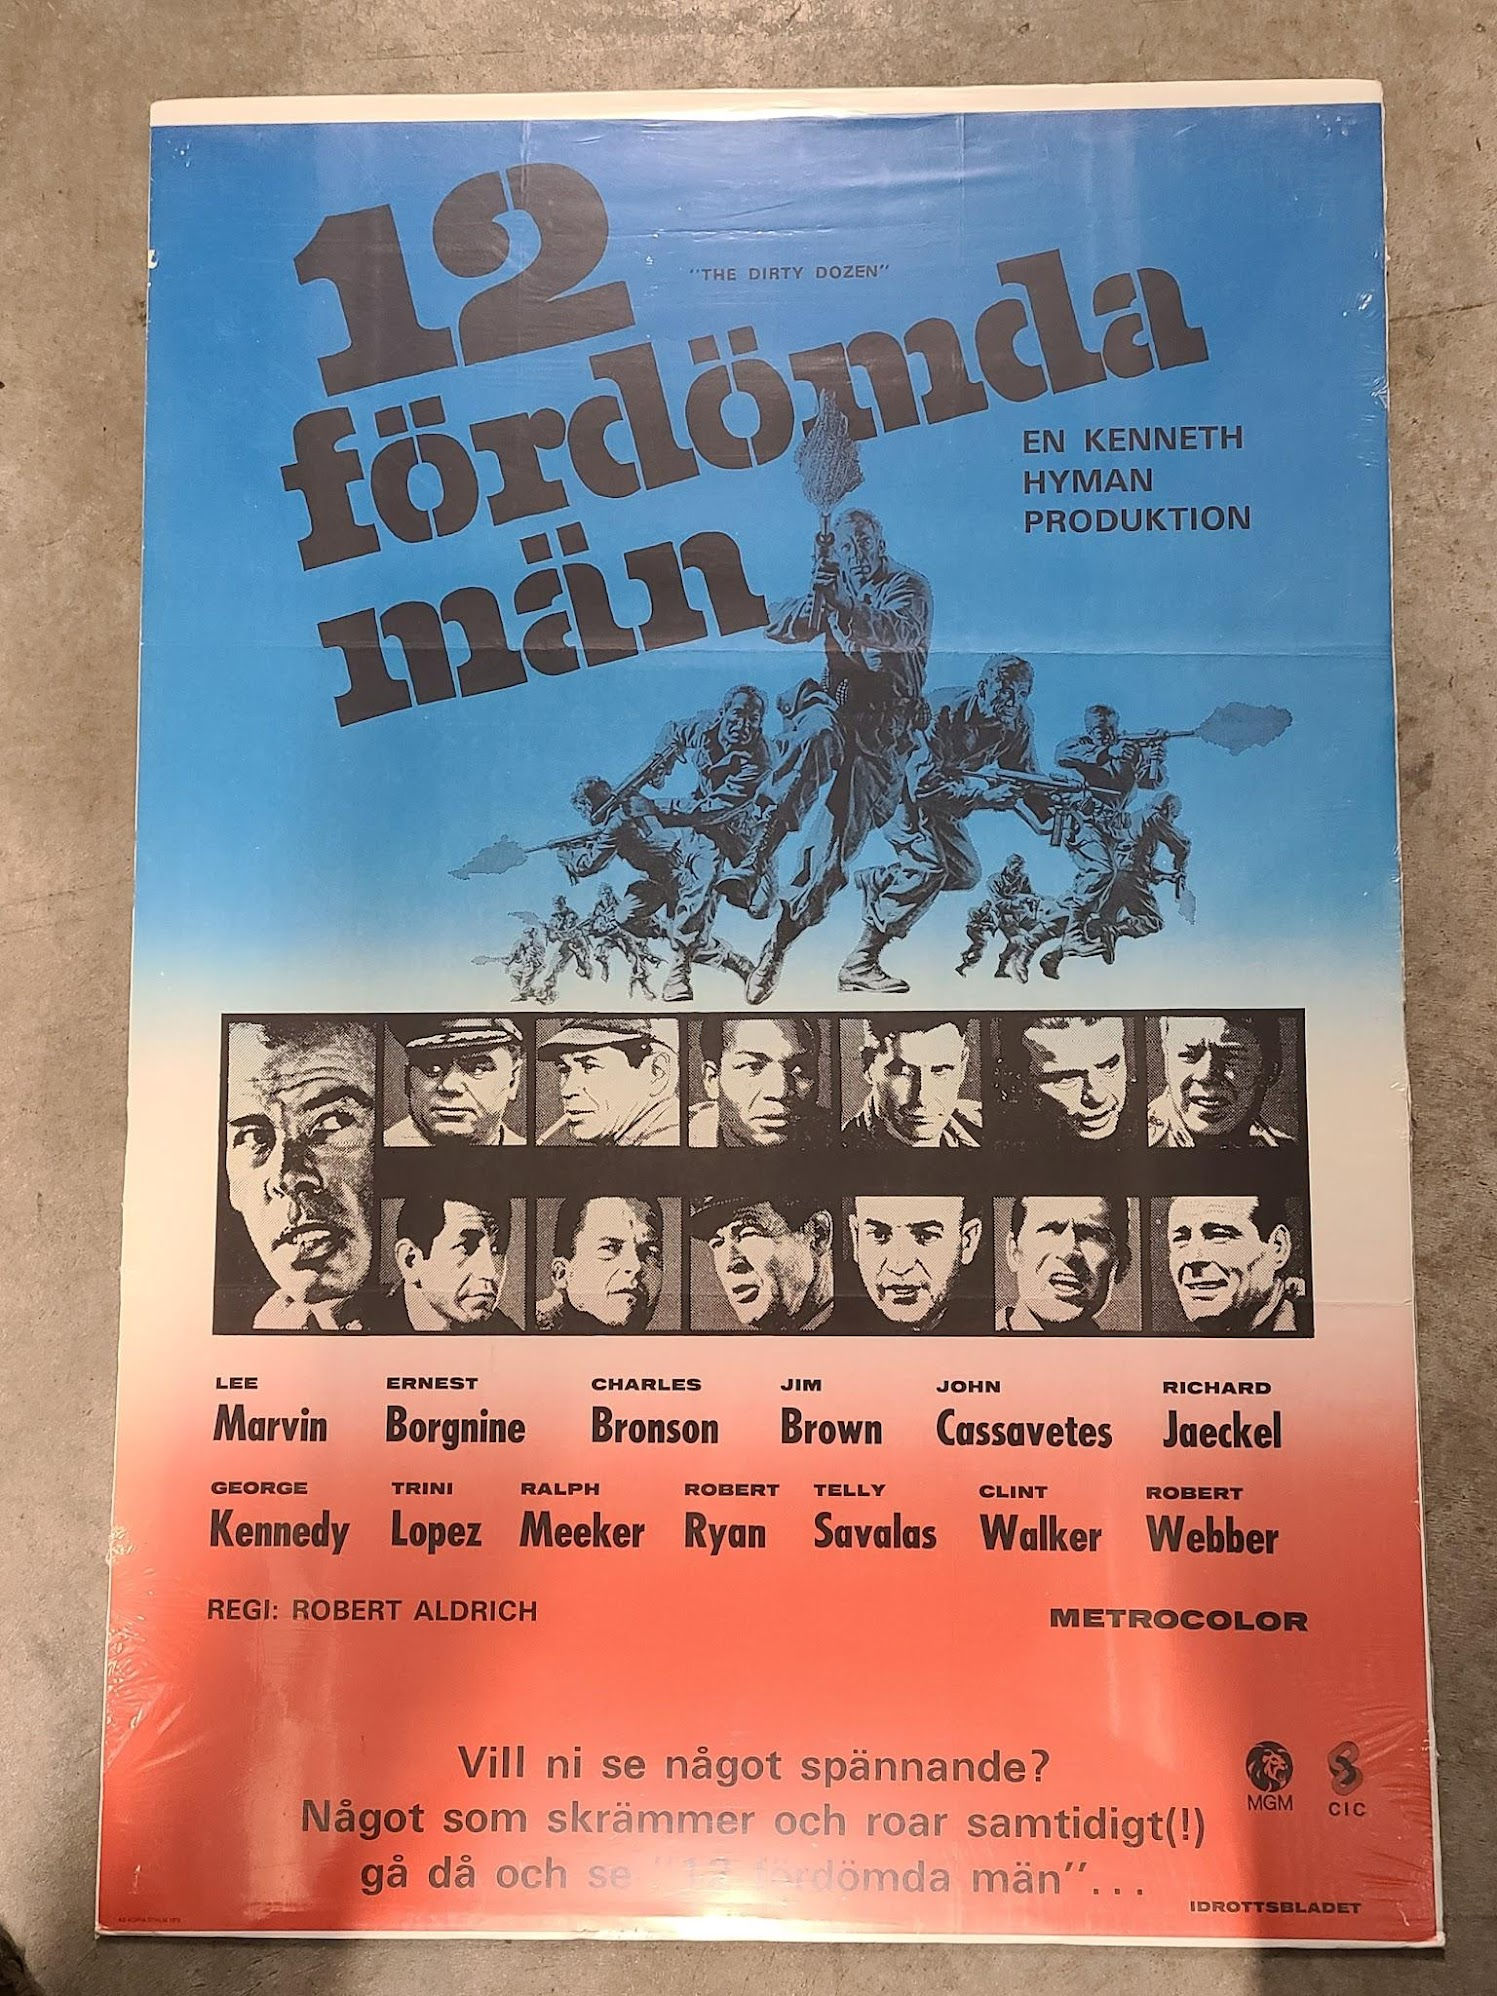 12
"THE DIRTY DOZEN"
fördömda
män
EN KENNETH
HYMAN
PRODUKTION
LEE ERNEST CHARLES JIM JOHN RICHARD
Marvin Borgnine Bronson Brown Cassavetes Jaeckel
GEORGE TRINI RALPH ROBERT TELLY CLINT ROBERT
Kennedy Lopez Meeker Ryan Savalas Walker Webber
REGI: ROBERT ALDRICH METROCOLOR
Vill ni se något spännande?
Något som skrämmer och roar samtidigt(!)
gå då och se "12 fördömda män"...
MGM CIC
IDROTTSBLADET